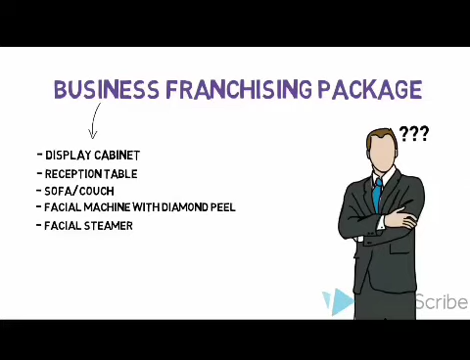 BUSINESS FRANCHISING PACKAGE
???
- DISPLAY CABINET
- RECEPTION TABLE
- SOFA/COUCH
- FACIAL MACHINE WITH DIAMOND PEEL
- FACIAL STEAMER
Scribe